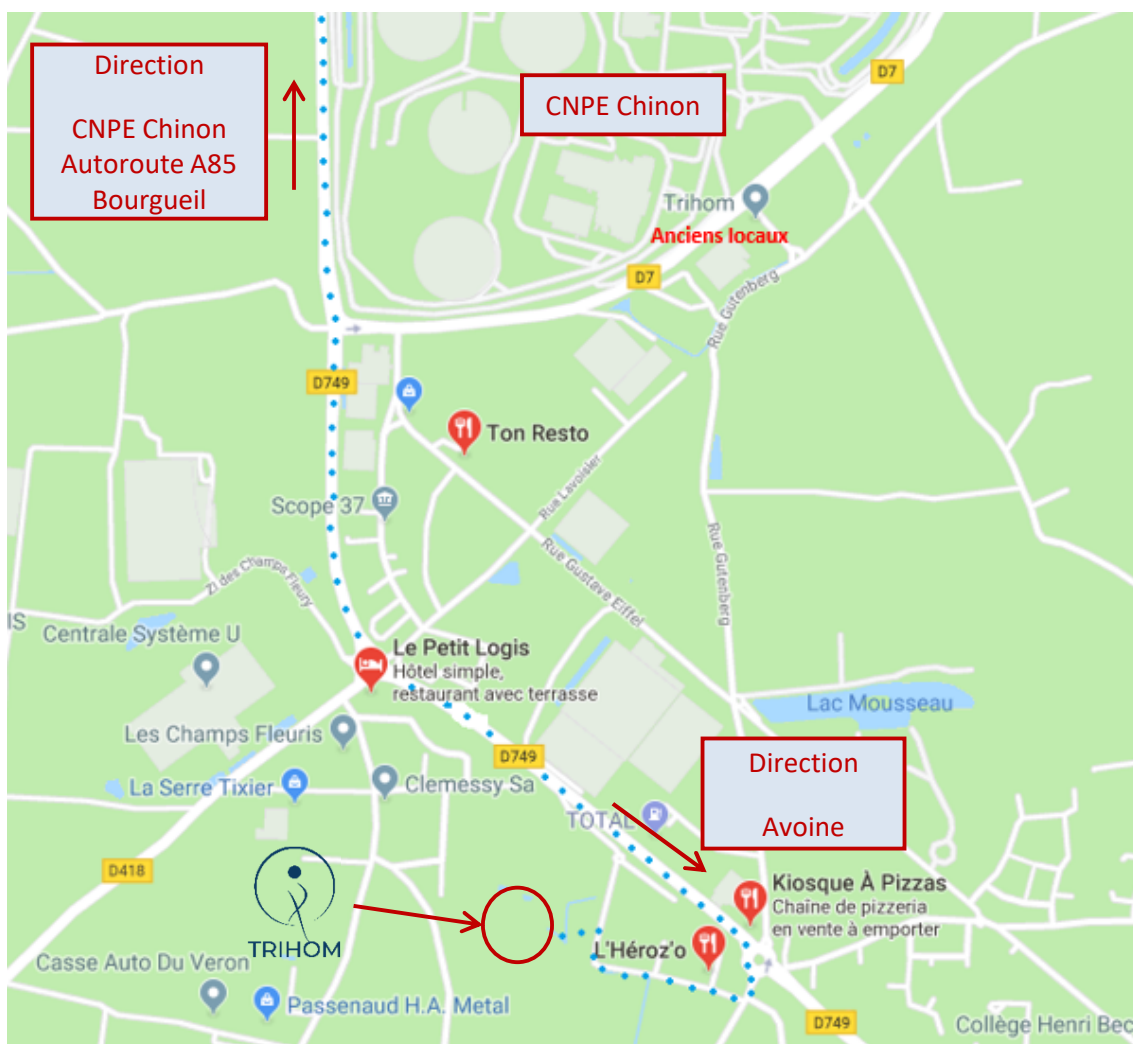 Direction
CNPE Chinon
Autoroute A85
Bourgueil
CNPE Chinon
D7
Trihom
Anciens locaux
D7
Rue Gutenberg
D749
Ton Resto
Scope 37
Rue Lavoisier
Rue Gustave Eiffel
Rue Gutenberg
ZI des Champs Fleury
IS
Centrale Système U
Le Petit Logis
Hôtel simple,
restaurant avec terrasse
Lac Mousseau
Les Champs Fleuris
D749
La Serre Tixier
Clemessy Sa
Direction
Avoine
TOTAL
D418
TRIHOM
Kiosque À Pizzas
Chaîne de pizzeria
en vente à emporter
L'Héroz'o
Casse Auto Du Veron
Passenaud H.A. Metal
D749
Collège Henri Bec